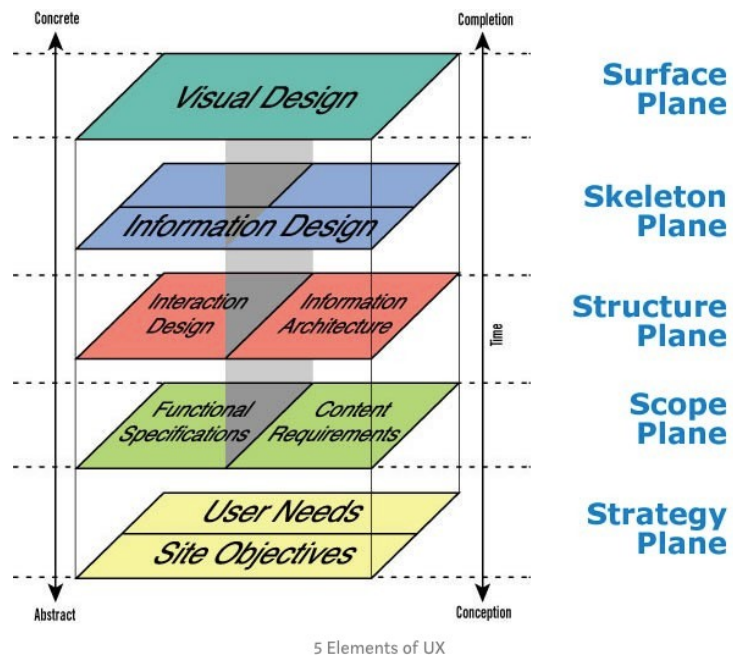 Concrete
Completion
Visual Design
Surface
Plane
Information Design
Skeleton
Plane
Interaction
Design
Information
Architecture
Structure
Plane
Time
Functional
Specifications
Content
Requirements
Scope
Plane
User Needs
Site Objectives
Strategy
Plane
Abstract
Conception
5 Elements of UX